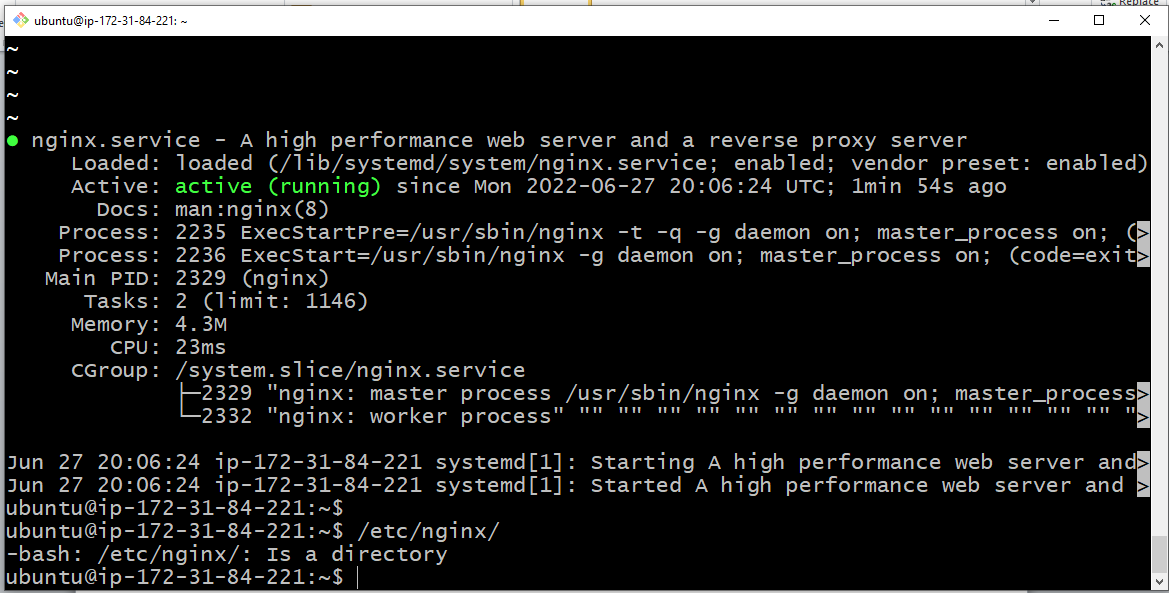 Replace
ubuntu@ip-172-31-84-221: ~
~
~
~
~
● nginx.service - A high performance web server and a reverse proxy server
Loaded: loaded (/lib/systemd/system/nginx.service; enabled; vendor preset: enabled)
Active: active (running) since Mon 2022-06-27 20:06:24 UTC; 1min 54s ago
Docs: man:nginx(8)
Process: 2235 ExecStartPre=/usr/sbin/nginx -t -q -g daemon on; master_process on; (>
Process: 2236 ExecStart=/usr/sbin/nginx -g daemon on; master_process on; (code=exit>
Main PID: 2329 (nginx)
Tasks: 2 (limit: 1146)
Memory: 4.3M
CPU: 23ms
CGroup: /system.slice/nginx.service
├─2329 "nginx: master process /usr/sbin/nginx -g daemon on; master_process>
└─2332 "nginx: worker process" "" "" "" "" "" "" "" "" "" "" "" "" "" "" ">
Jun 27 20:06:24 ip-172-31-84-221 systemd[1]: Starting A high performance web server and>
Jun 27 20:06:24 ip-172-31-84-221 systemd[1]: Started A high performance web server and >
ubuntu@ip-172-31-84-221:~$
ubuntu@ip-172-31-84-221:~$ /etc/nginx/
-bash: /etc/nginx/: Is a directory
ubuntu@ip-172-31-84-221:~$